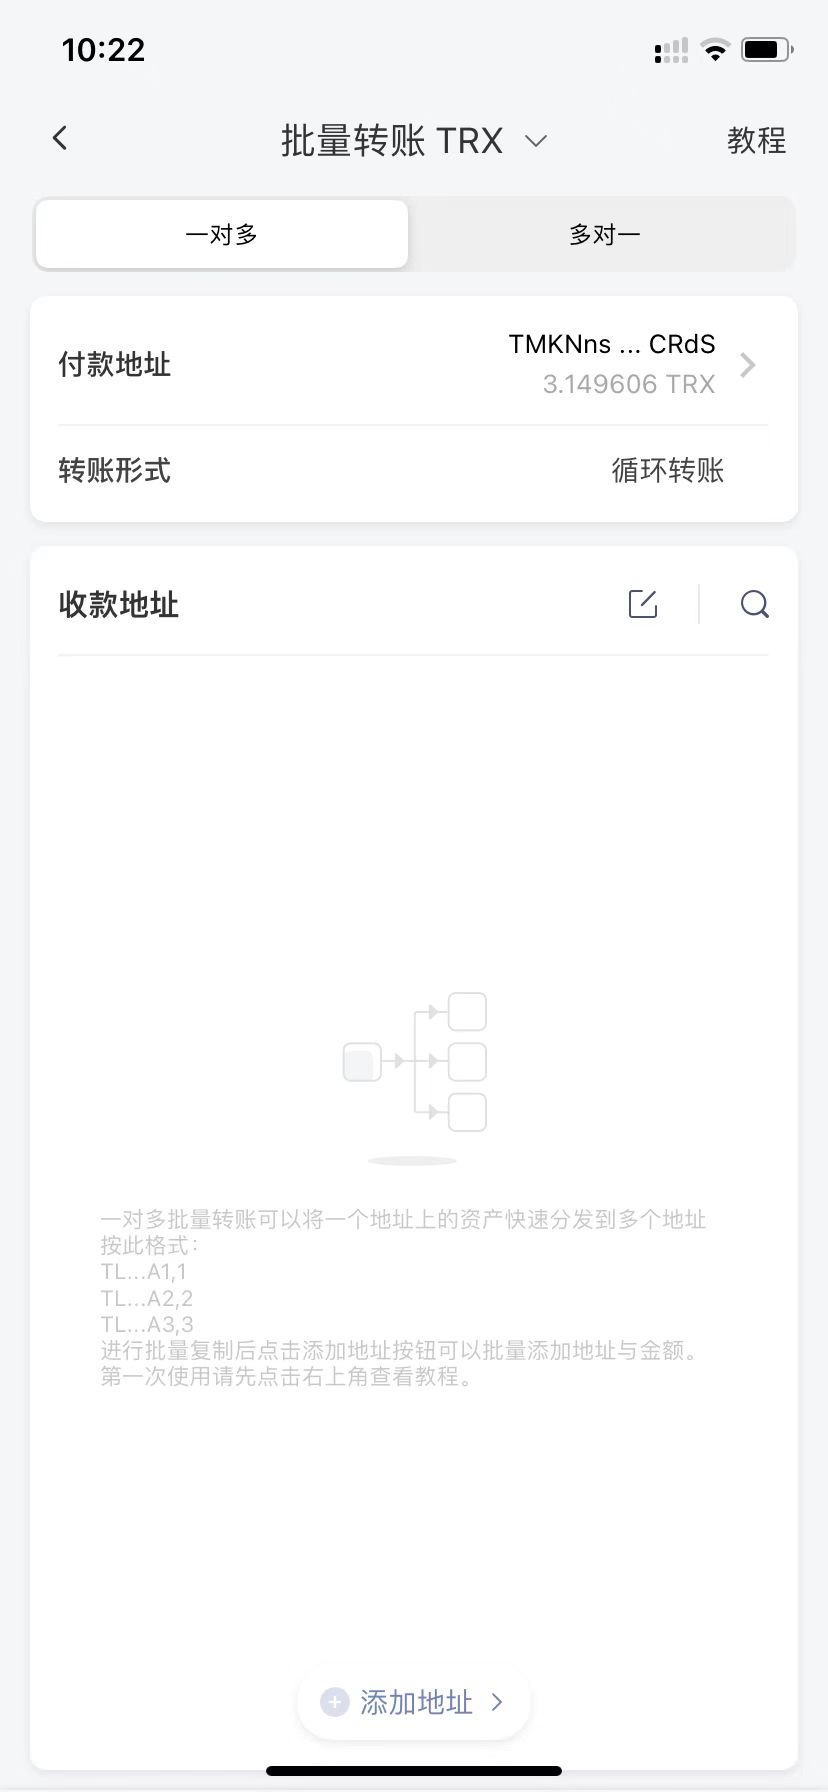 10:22
批量转账 TRX
教程
一对多
多对一
付款地址
TMKNns ... CRdS
3.149606 TRX
转账形式
循环转账
收款地址
一对多批量转账可以将一个地址上的资产快速分发到多个地址
按此格式：
TL...A1,1
TL...A2,2
TL...A3,3
进行批量复制后点击添加地址按钮可以批量添加地址与金额。
第一次使用请先点击右上角查看教程。
添加地址